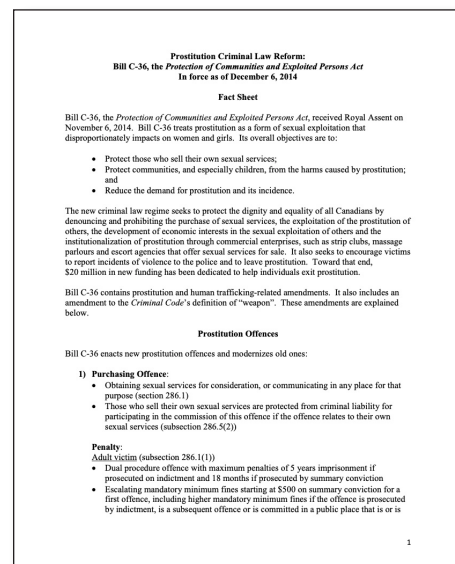 Prostitution Criminal Law Reform:
Bill C-36, the Protection of Communities and Exploited Persons Act
In force as of December 6, 2014
Fact Sheet
Bill C-36, the Protection of Communities and Exploited Persons Act, received Royal Assent on
November 6, 2014. Bill C-36 treats prostitution as a form of sexual exploitation that
disproportionately impacts on women and girls. Its overall objectives are to:
• Protect those who sell their own sexual services;
• Protect communities, and especially children, from the harms caused by prostitution;
and
• Reduce the demand for prostitution and its incidence.
The new criminal law regime seeks to protect the dignity and equality of all Canadians by
denouncing and prohibiting the purchase of sexual services, the exploitation of the prostitution of
others, the development of economic interests in the sexual exploitation of others and the
institutionalization of prostitution through commercial enterprises, such as strip clubs, massage
parlours and escort agencies that offer sexual services for sale. It also seeks to encourage victims
to report incidents of violence to the police and to leave prostitution. Toward that end,
$20 million in new funding has been dedicated to help individuals exit prostitution.
Bill C-36 contains prostitution and human trafficking-related amendments. It also includes an
amendment to the Criminal Code's definition of "weapon". These amendments are explained
below.
Prostitution Offences
Bill C-36 enacts new prostitution offences and modernizes old ones:
1) Purchasing Offence:
• Obtaining sexual services for consideration, or communicating in any place for that
purpose (section 286.1)
• Those who sell their own sexual services are protected from criminal liability for
participating in the commission of this offence if the offence relates to their own
sexual services (subsection 286.5(2))
Penalty:
Adult victim (subsection 286.1(1))
• Dual procedure offence with maximum penalties of 5 years imprisonment if
prosecuted on indictment and 18 months if prosecuted by summary conviction
• Escalating mandatory minimum fines starting at $500 on summary conviction for a
first offence, including higher mandatory minimum fines if the offence is prosecuted
by indictment, is a subsequent offence or is committed in a public place that is or is
1